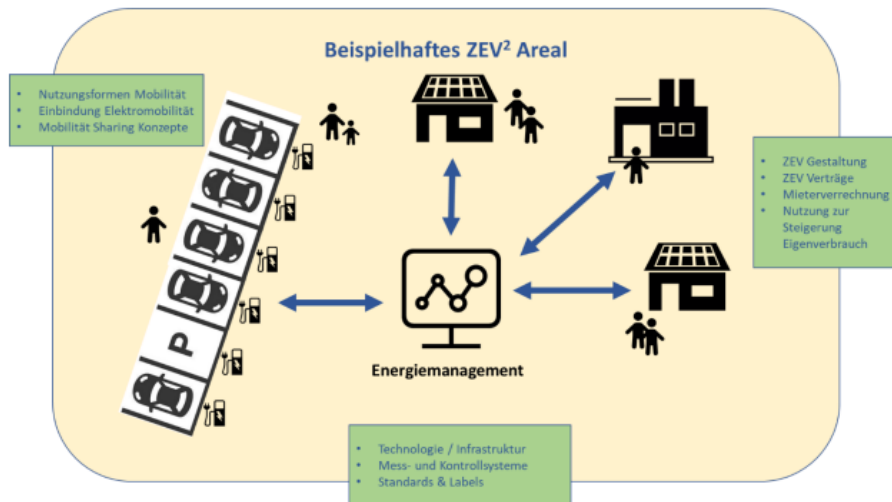 Beispielhaftes ZEV² Areal
• Nutzungsformen Mobilität
• Einbindung Elektromobilität
• Mobilität Sharing Konzepte
• ZEV Gestaltung
• ZEV Verträge
• Mieterverrechnung
• Nutzung zur
Steigerung
Eigenverbrauch
P
Energiemanagement
• Technologie / Infrastruktur
• Mess- und Kontrollsysteme
• Standards & Labels